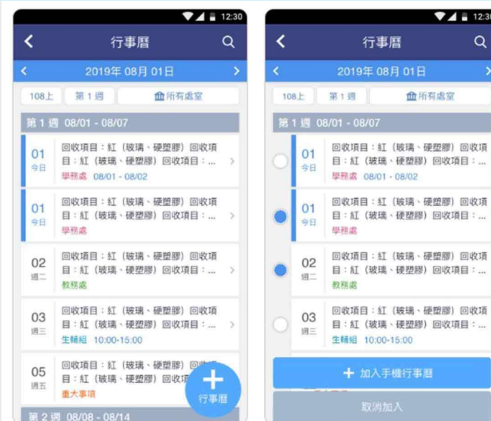 12:30
行事曆
2019年 08月 01日
108上 第 1 週 所有處室
第 1 週 08/01 - 08/07
01 今日
回收項目：紅（玻璃、硬塑膠）回收項
目：紅（玻璃、硬塑膠）回收項目：...
學務處 08/01 - 08/02
01 今日
回收項目：紅（玻璃、硬塑膠）回收項
目：紅（玻璃、硬塑膠）回收項目：...
學務處
02 週二
回收項目：紅（玻璃、硬塑膠）回收項
目：紅（玻璃、硬塑膠）回收項目：...
教務處
03 週三
回收項目：紅（玻璃、硬塑膠）回收項
目：紅（玻璃、硬塑膠）回收項目：...
生輔組 10:00-15:00
05 週五
回收項目：紅（玻璃、硬塑膠）回
目：紅（玻璃、硬塑膠）回收項
重大事項
行事曆
第 2 週 08/08 - 08/14
12:30
行事曆
2019年 08月 01日
108上 第 1 週 所有處室
第 1 週 08/01 - 08/07
01 今日
回收項目：紅（玻璃、硬塑膠）回收項
目：紅（玻璃、硬塑膠）回收項目：...
學務處 08/01 - 08/02
01 今日
回收項目：紅（玻璃、硬塑膠）回收項
目：紅（玻璃、硬塑膠）回收項目：...
學務處
02 週二
回收項目：紅（玻璃、硬塑膠）回收項
目：紅（玻璃、硬塑膠）回收項目：...
教務處
03 週三
回收項目：紅（玻璃、硬塑膠）回收項
目：紅（玻璃、硬塑膠）回收項目：...
生輔組 10:00-15:00
加入手機行事曆
取消加入